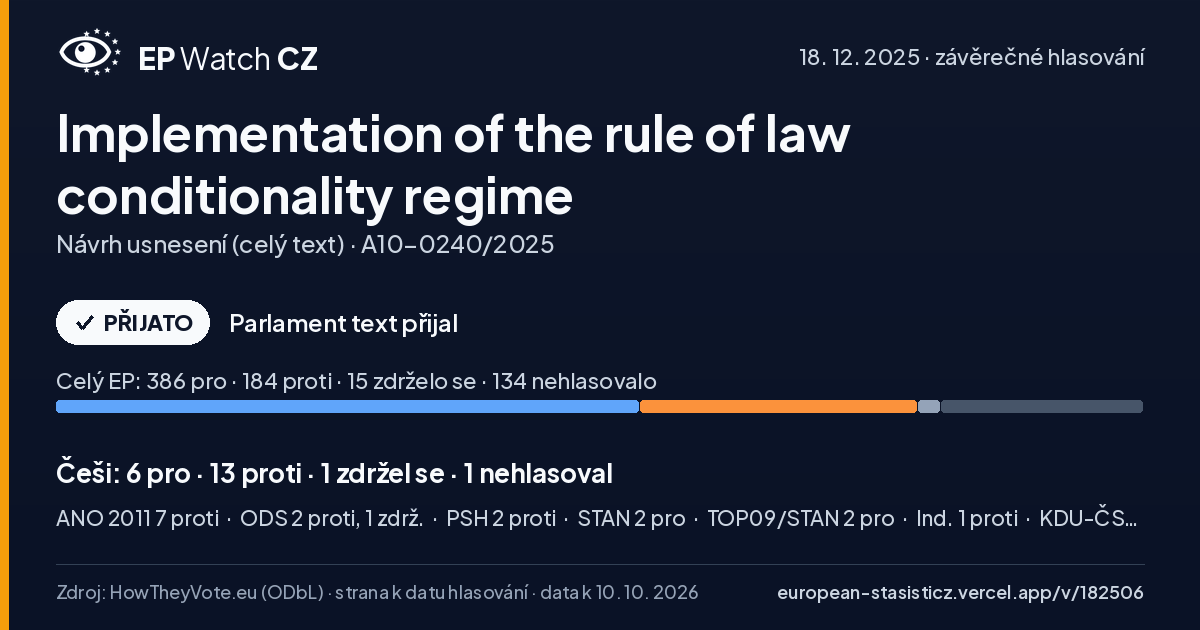 EP Watch CZ
18. 12. 2025 · závěrečné hlasování
Implementation of the rule of law
conditionality regime
Návrh usnesení (celý text) · A10–0240/2025
✓ PŘIJATO
Parlament text přijal
Celý EP: 386 pro · 184 proti · 15 zdrželo se · 134 nehlasovalo
Češi: 6 pro · 13 proti · 1 zdržel se · 1 nehlasoval
ANO 2011 7 proti · ODS 2 proti, 1 zdrž. · PSH 2 proti · STAN 2 pro · TOP09/STAN 2 pro · Ind. 1 proti · KDU-ČS…
Zdroj: HowTheyVote.eu (ODbL) · strana k datu hlasování · data k 10. 10. 2026
european-stasisticz.vercel.app/v/182506